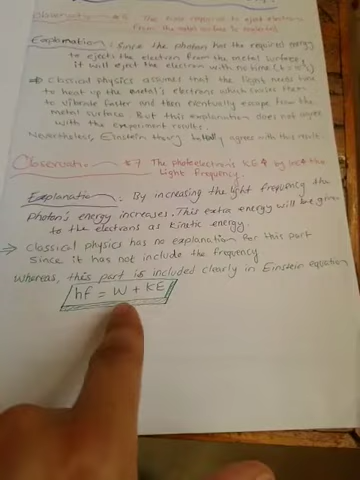 Observation #6 The time required to eject electrons
from the metal surface is neglected
Explanation: Since the photon has the required energy
to ejects the electron from the metal surface,
it will eject the electron with no time
⇒ Classical physics assumes that the light needs time
to heat up the metal's electrons which causes them
to vibrate faster and then eventually escape from the
metal surface. But this explanation does not agree
with the experiment results.
Nevertheless, Einstein theory totally agree with this result.
Observation #7 The photoelectron's KE ↑ by ↑ the
Light frequency.
Explanation: By increasing the light frequency the
photon's energy increases. This extra energy will be given
to the electrons as kinetic energy.
→ Classical physics has no explanation for this part
since it has not include the frequency
whereas, this part is included clearly in Einstein equation
hf = W + KE